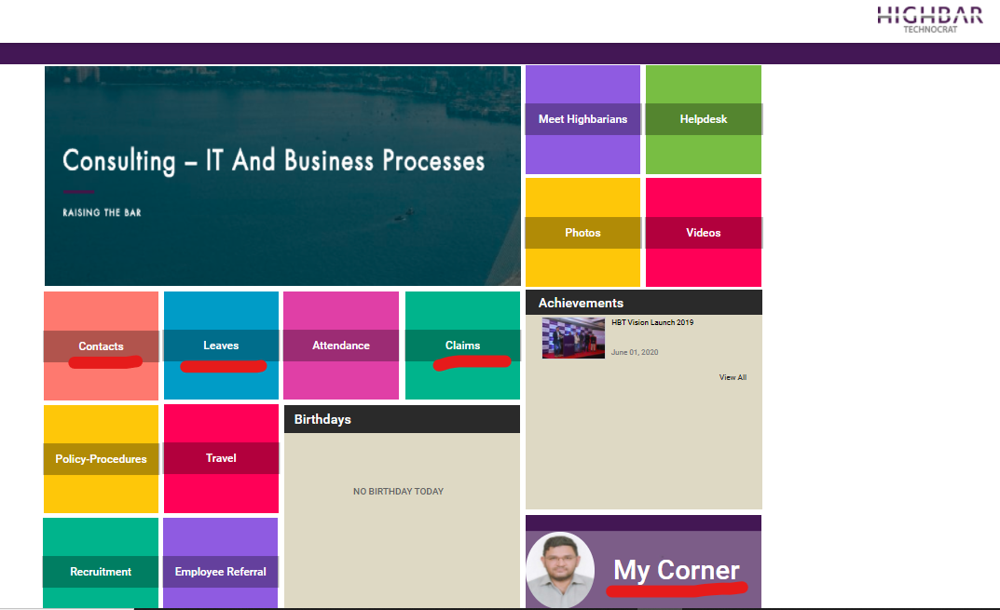 HIGHBAR
TECHNOCRAT
Consulting – IT And Business Processes
RAISING THE BAR
Meet Highbarians
Helpdesk
Photos
Videos
Contacts
Leaves
Attendance
Claims
Achievements
HBT Vision Launch 2019
June 01, 2020
View All
Policy-Procedures
Travel
Birthdays
NO BIRTHDAY TODAY
Recruitment
Employee Referral
My Corner